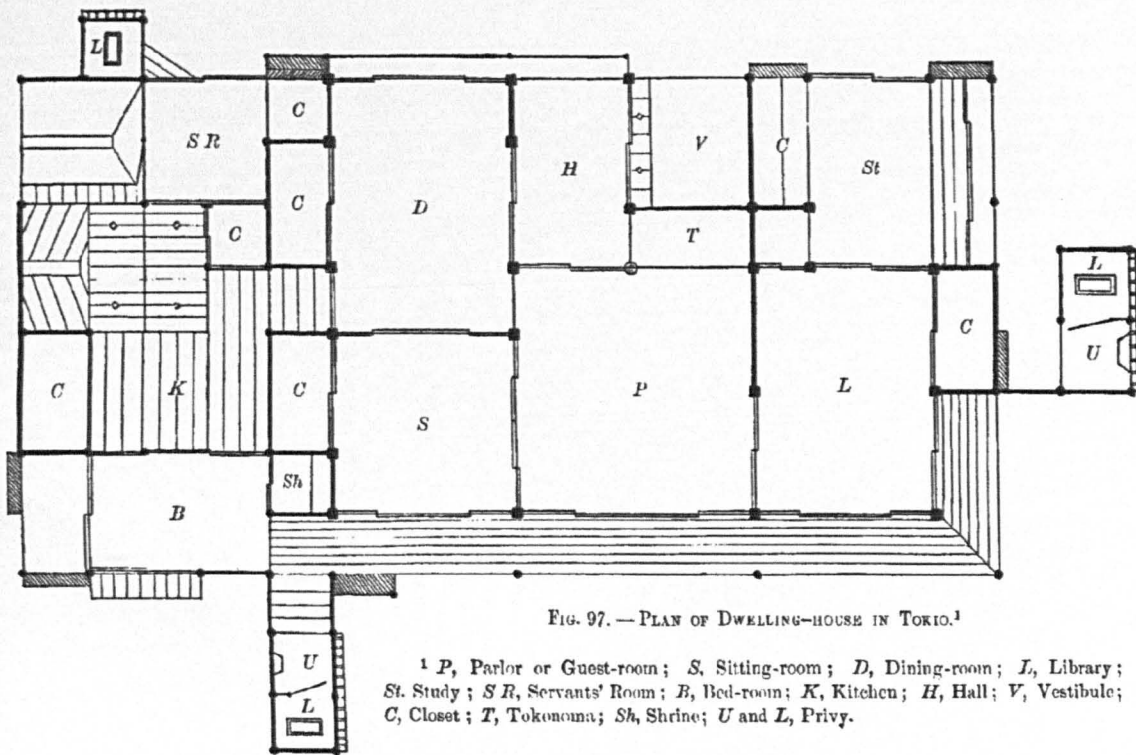 L
C
S R
H
V
C
St
C
D
C
T
L
C
U
C
K
C
S
P
L
Sh
B
FIG. 97. — PLAN OF DWELLING-HOUSE IN TOKIO.¹
¹ P, Parlor or Guest-room; S, Sitting-room; D, Dining-room; L, Library;
St. Study; S R, Servants' Room; B, Bed-room; K, Kitchen; H, Hall; V, Vestibule;
C, Closet; T, Tokonoma; Sh, Shrine; U and L, Privy.
U
L